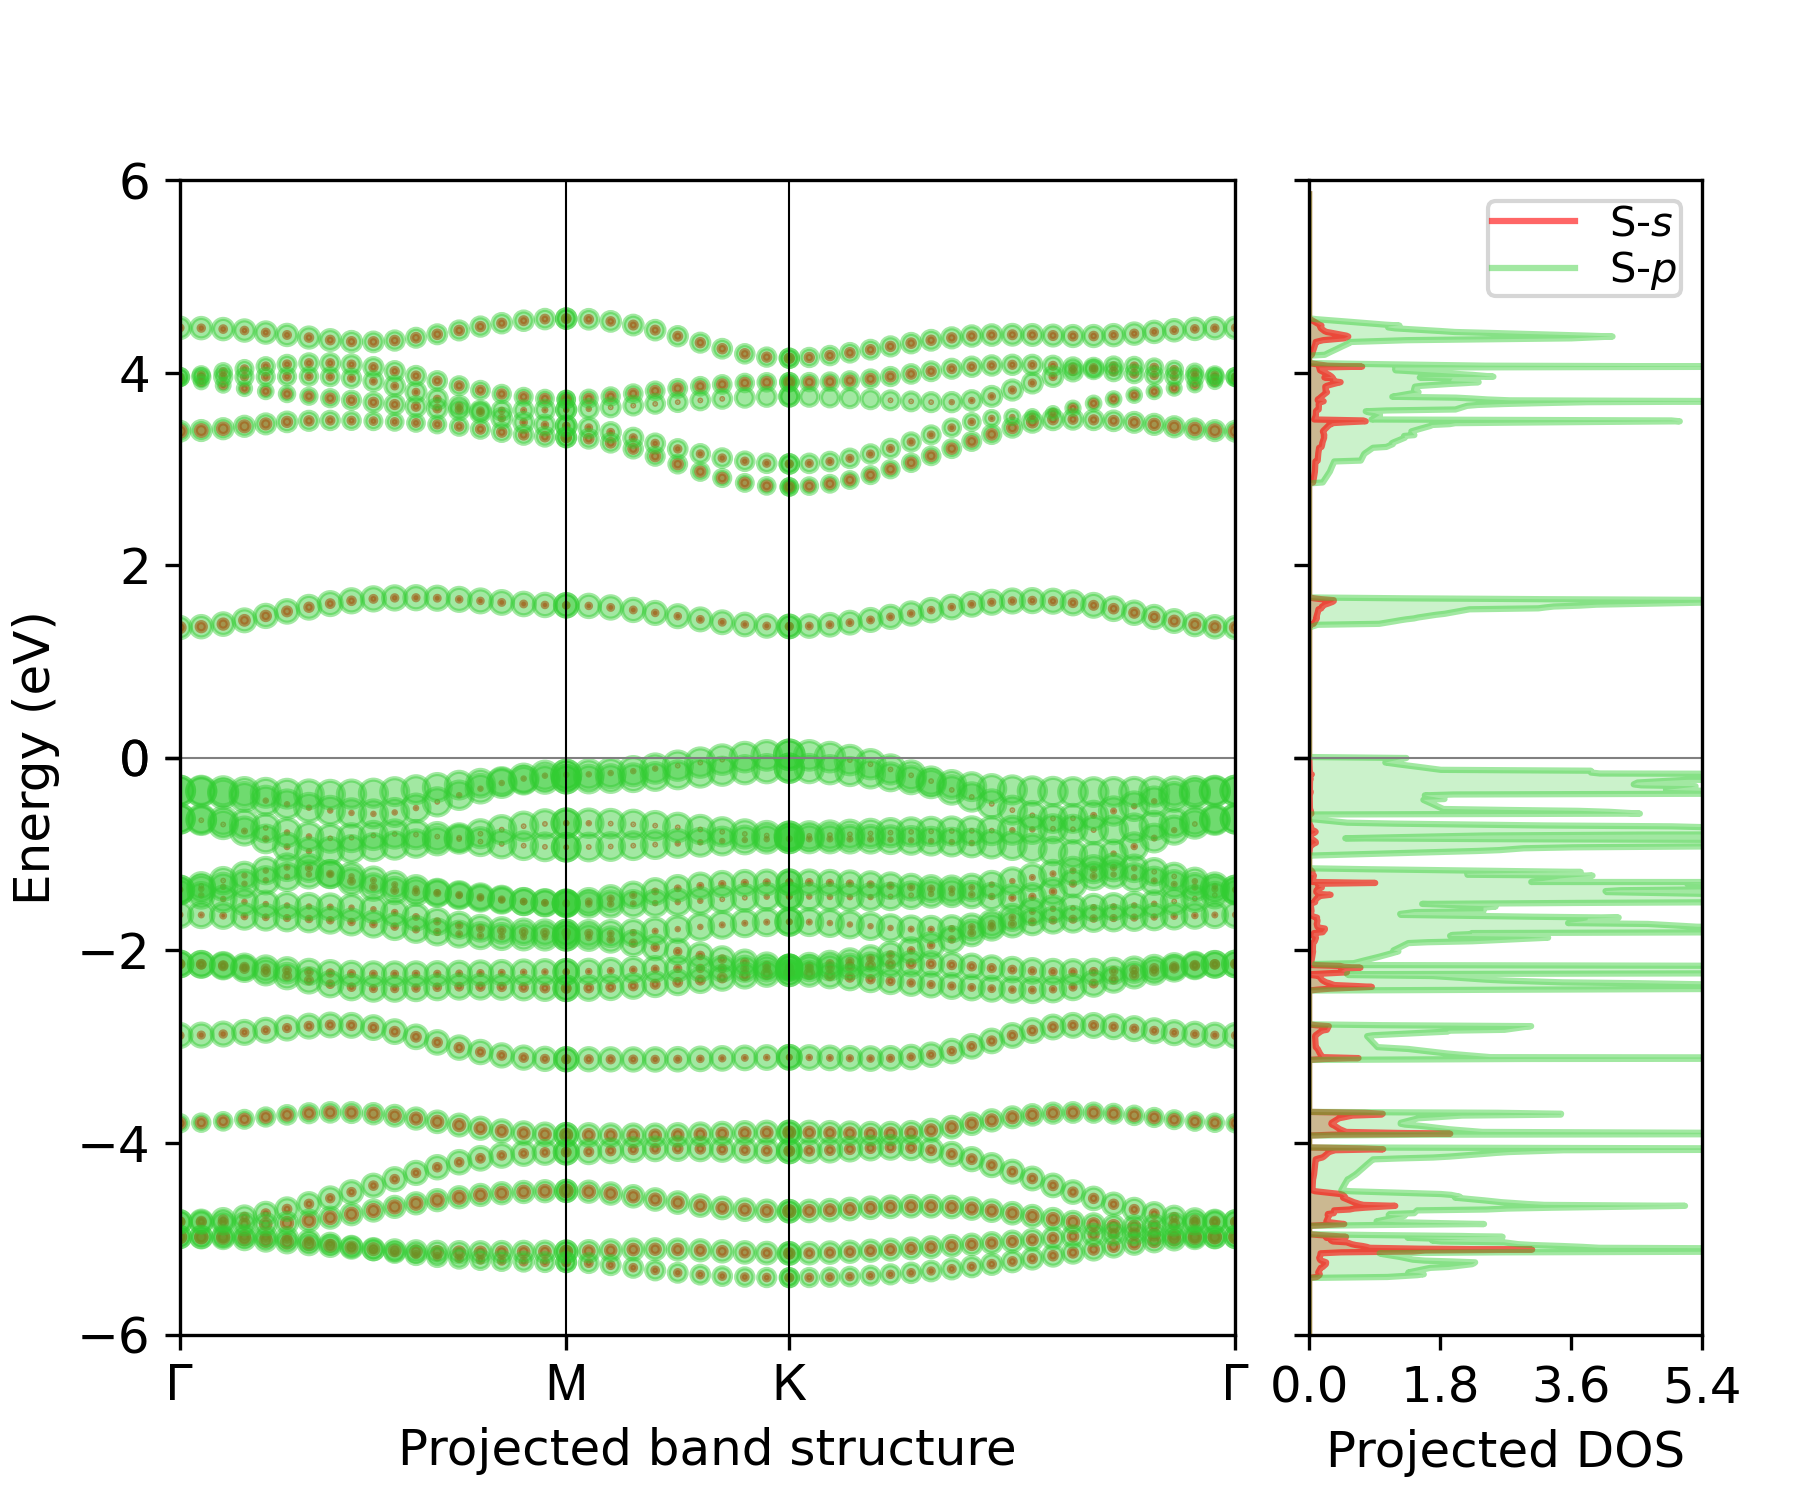 Energy (eV)
6
4
2
0
−2
−4
−6
Γ M K Γ
Projected band structure
S-s
S-p
0.0 1.8 3.6 5.4
Projected DOS